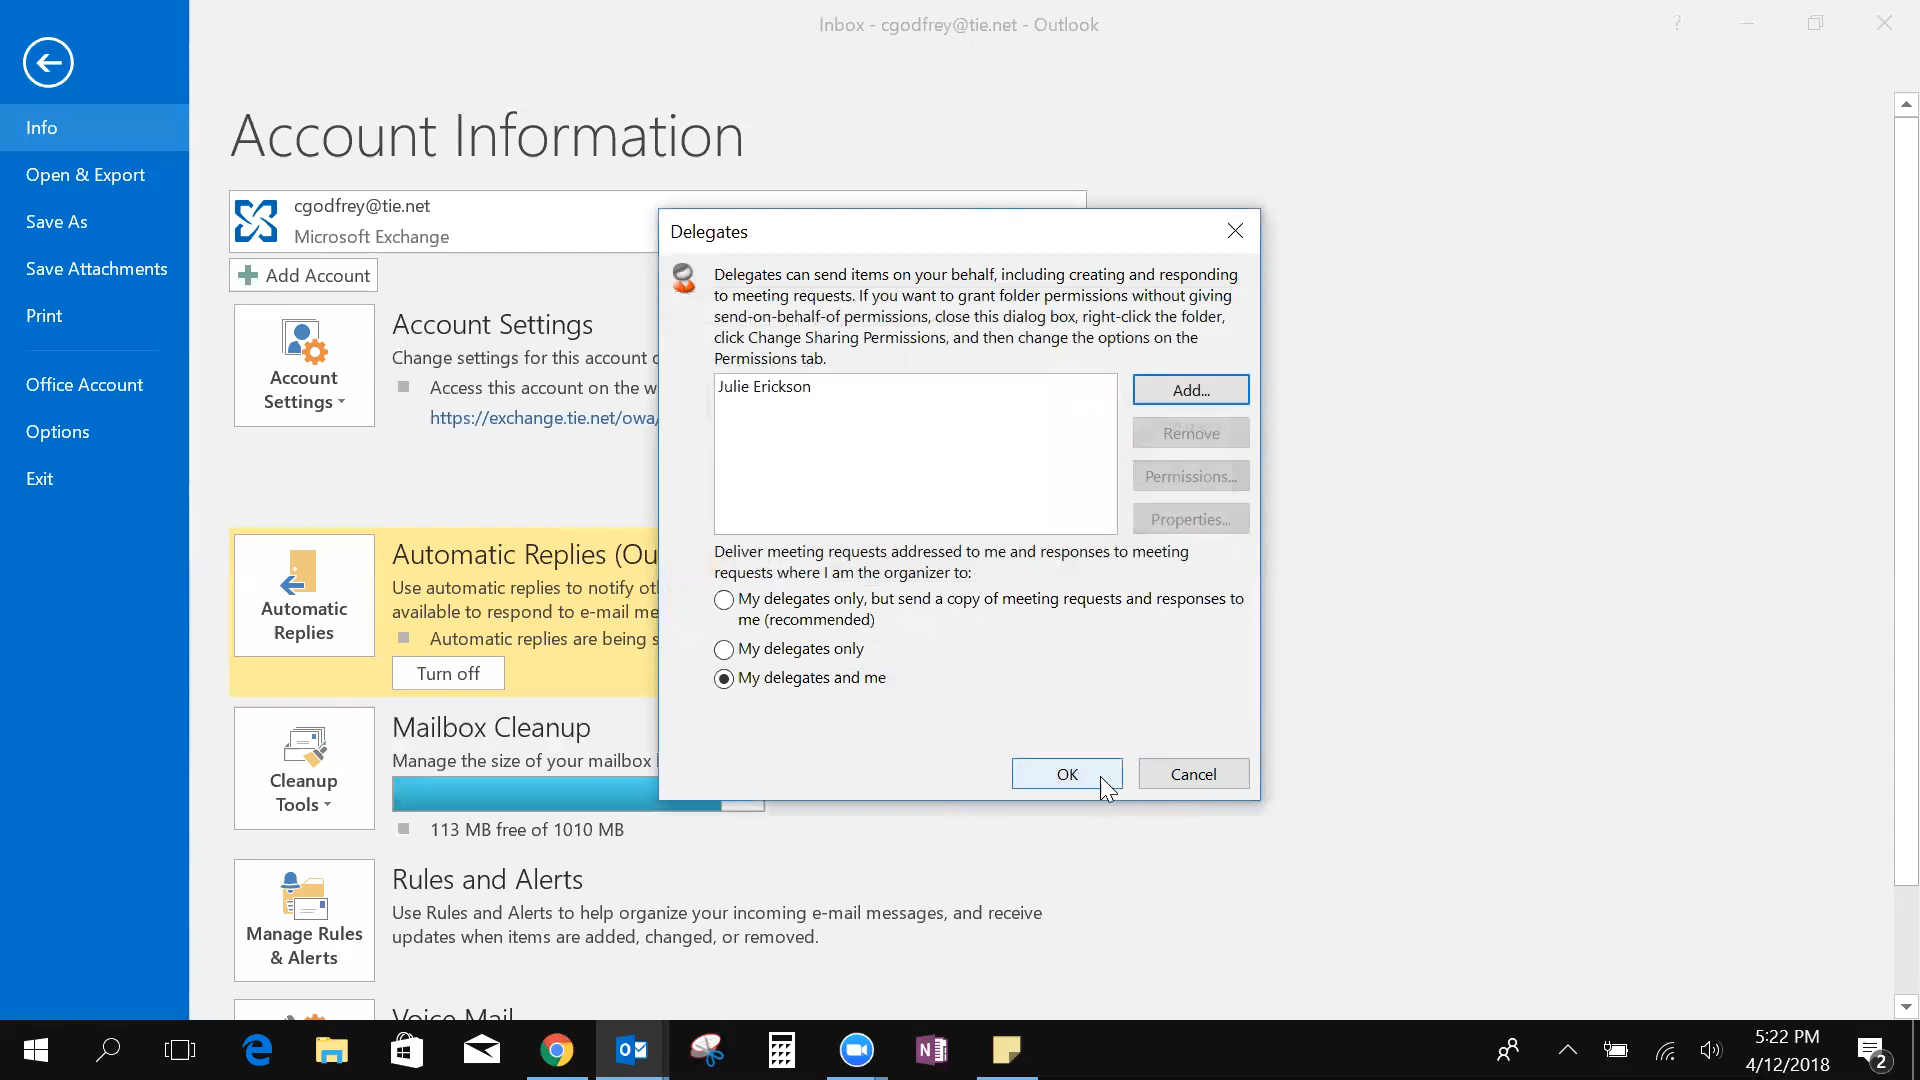 Inbox - cgodfrey@tie.net - Outlook
?
Info
Open & Export
Save As
Save Attachments
Print
Office Account
Options
Exit
Account Information
cgodfrey@tie.net
Microsoft Exchange
Add Account
Account
Settings
Account Settings
Change settings for this account
Access this account on the w
https://exchange.tie.net/owa/
Automatic
Replies
Automatic Replies (Ou
Use automatic replies to notify ot
available to respond to e-mail me
Automatic replies are being s
Turn off
Cleanup
Tools
Mailbox Cleanup
Manage the size of your mailbox
113 MB free of 1010 MB
Manage Rules
& Alerts
Rules and Alerts
Use Rules and Alerts to help organize your incoming e-mail messages, and receive
updates when items are added, changed, or removed.
Voice Mail
Delegates
Delegates can send items on your behalf, including creating and responding
to meeting requests. If you want to grant folder permissions without giving
send-on-behalf-of permissions, close this dialog box, right-click the folder,
click Change Sharing Permissions, and then change the options on the
Permissions tab.
Julie Erickson
Add...
Remove
Permissions...
Properties...
Deliver meeting requests addressed to me and responses to meeting
requests where I am the organizer to:
My delegates only, but send a copy of meeting requests and responses to
me (recommended)
My delegates only
My delegates and me
OK
Cancel
5:22 PM
4/12/2018
2